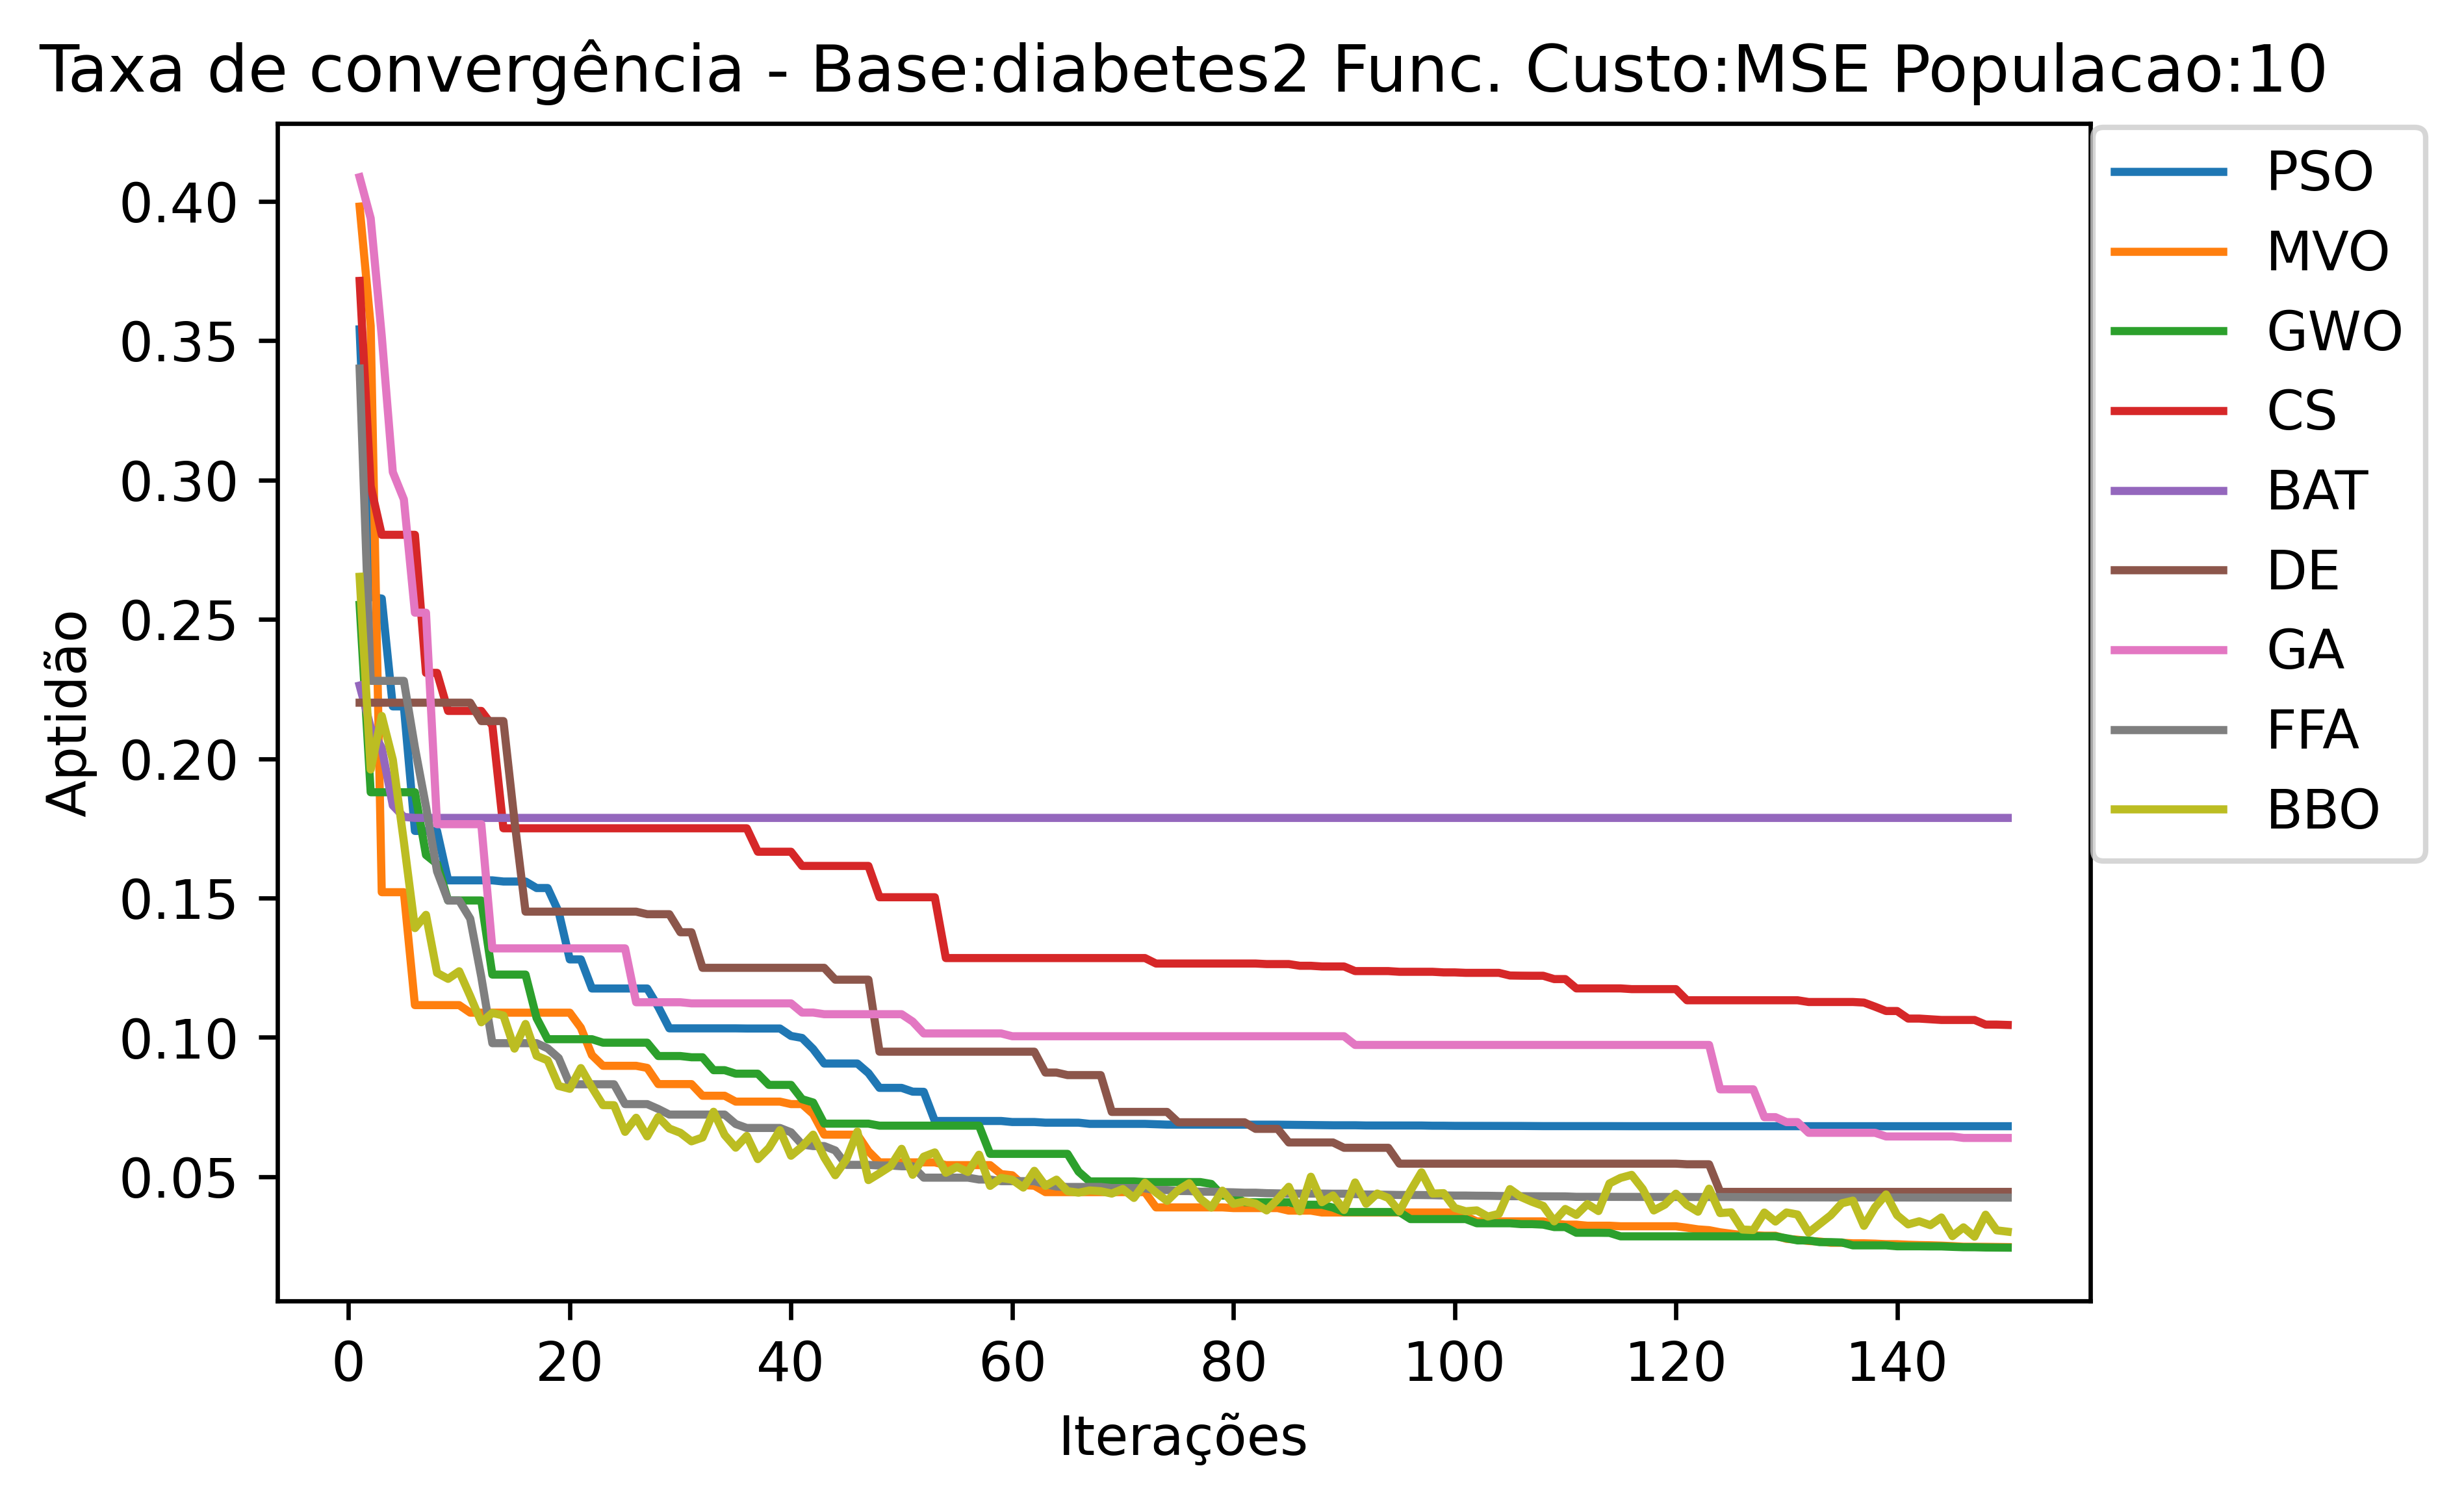 Taxa de convergência - Base:diabetes2 Func. Custo:MSE Populacao:10
0.40
0.35
0.30
0.25
0.20
0.15
0.10
0.05
Aptidão
0 20 40 60 80 100 120 140
Iterações
PSO
MVO
GWO
CS
BAT
DE
GA
FFA
BBO